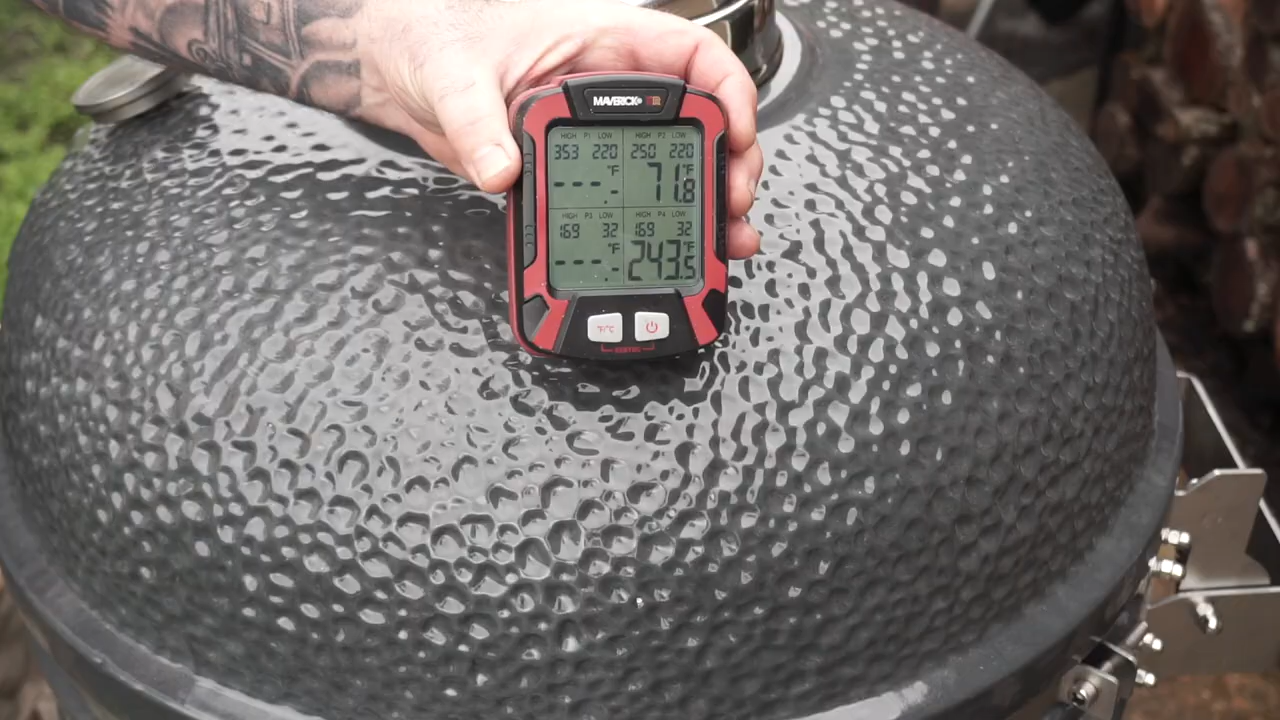 MAVERICK
HIGH P1 LOW
353 220
°F
---.-
HIGH P2 LOW
250 220
71.8 °F
HIGH P3 LOW
169 32
°F
---.-
HIGH P4 LOW
169 32
243.5 °F
°F/°C